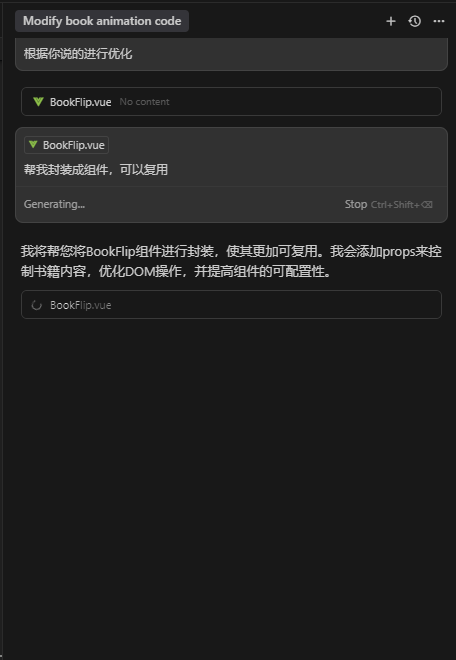 Modify book animation code
根据你说的进行优化
BookFlip.vue No content
BookFlip.vue
帮我封装成组件，可以复用
Generating... Stop Ctrl+Shift+⌫
我将帮您将BookFlip组件进行封装，使其更加可复用。我会添加props来控
制书籍内容，优化DOM操作，并提高组件的可配置性。
BookFlip.vue